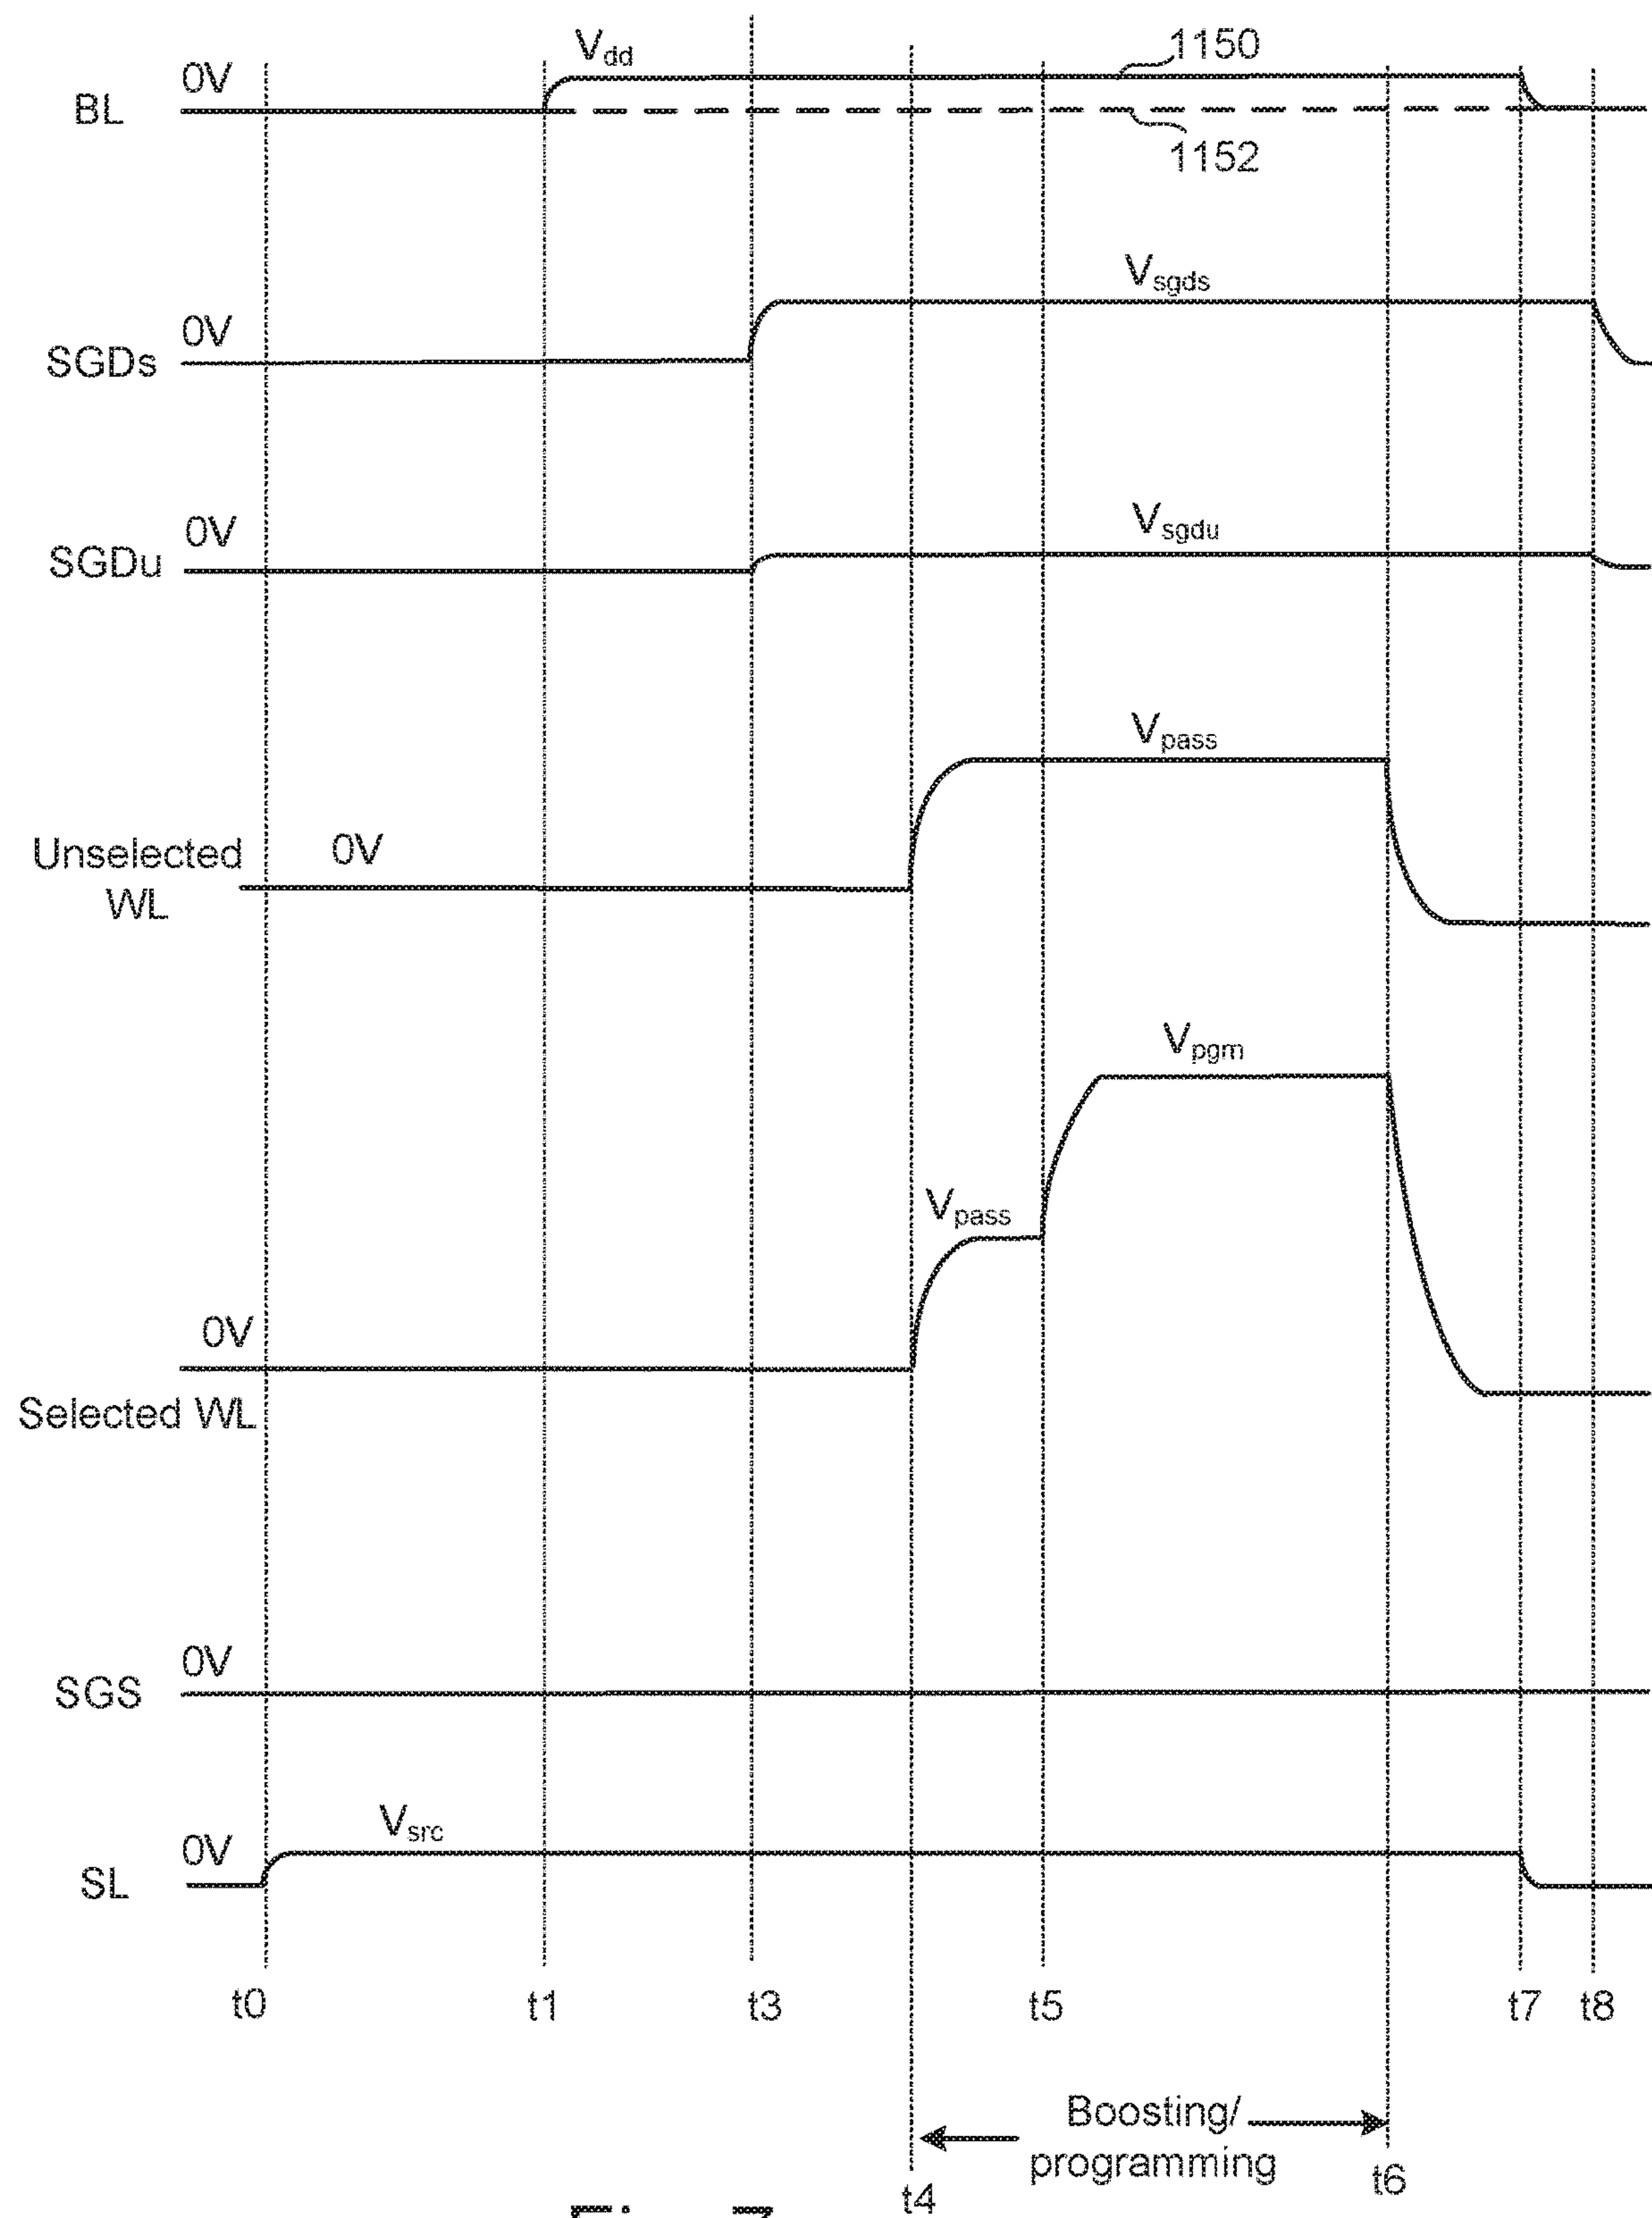 Vdd
1150
0V
BL
1152
Vsgds
0V
SGDs
Vsgdu
0V
SGDu
Vpass
0V
Unselected
WL
Vpgm
Vpass
0V
Selected WL
0V
SGS
Vsrc
0V
SL
t0 t1 t3 t5 t7 t8
Boosting/
programming
t4 t6